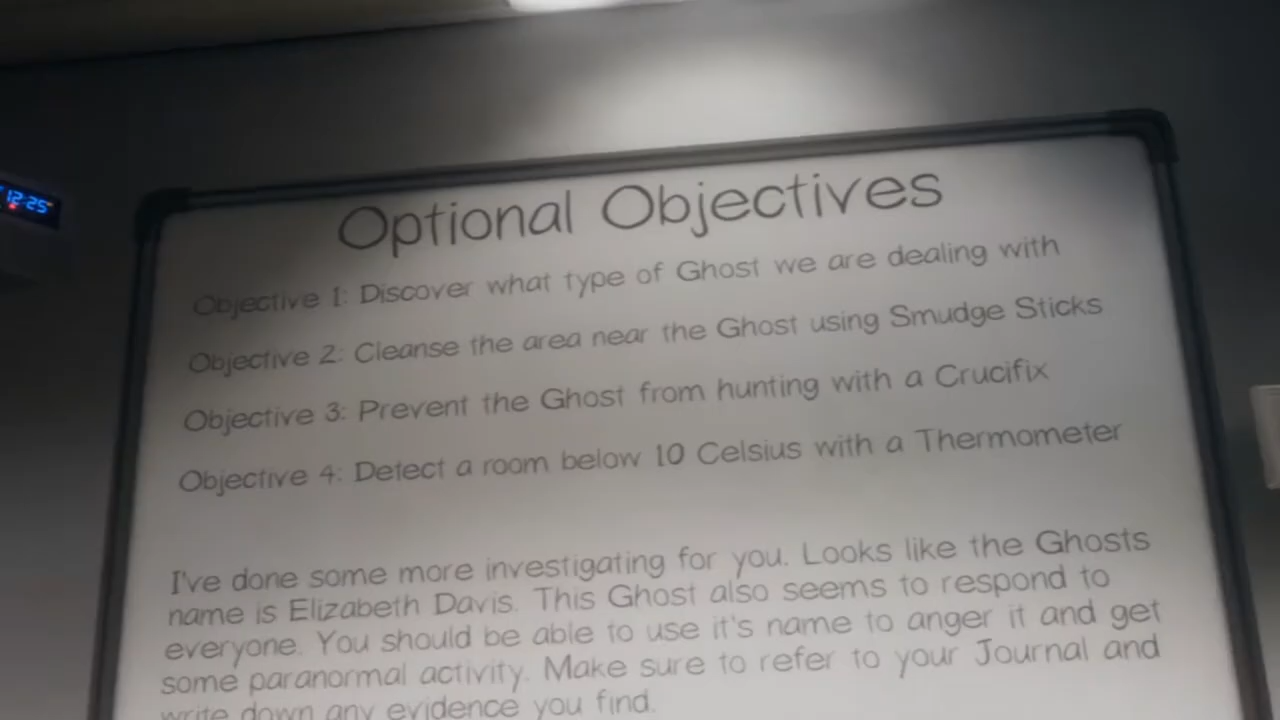 12:25
Optional Objectives
Objective 1: Discover what type of Ghost we are dealing with
Objective 2: Cleanse the area near the Ghost using Smudge Sticks
Objective 3: Prevent the Ghost from hunting with a Crucifix
Objective 4: Detect a room below 10 Celsius with a Thermometer
I've done some more investigating for you. Looks like the Ghosts
name is Elizabeth Davis. This Ghost also seems to respond to
everyone. You should be able to use it's name to anger it and get
some paranormal activity. Make sure to refer to your Journal and
write down any evidence you find.